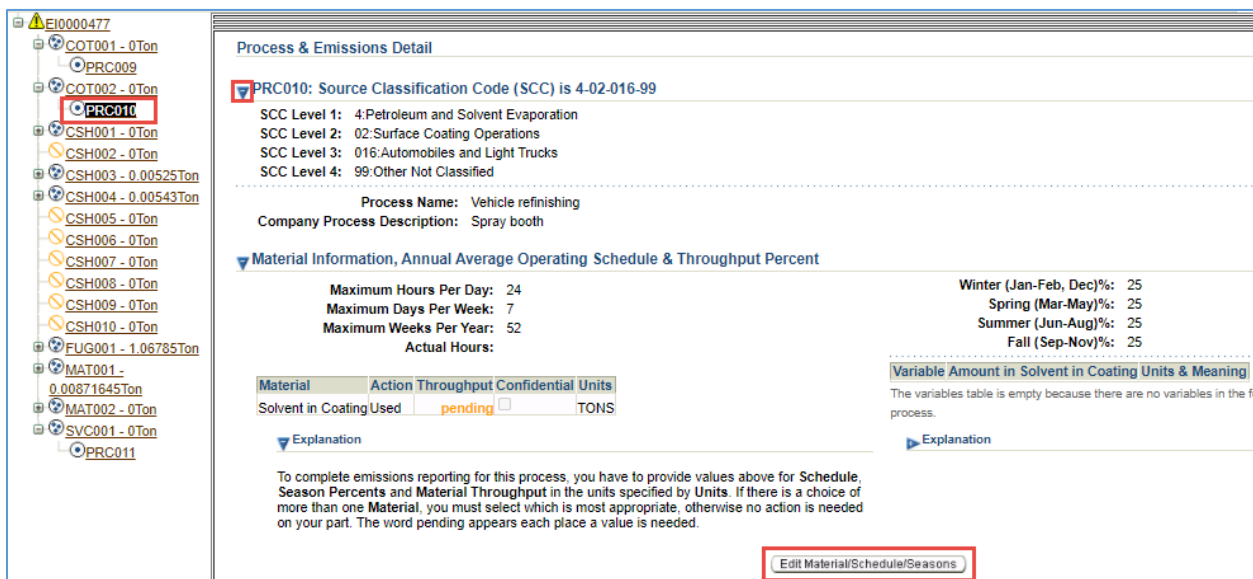 EI0000477
COT001 - 0Ton
PRC009
COT002 - 0Ton
PRC010
CSH001 - 0Ton
CSH002 - 0Ton
CSH003 - 0.00525Ton
CSH004 - 0.00543Ton
CSH005 - 0Ton
CSH006 - 0Ton
CSH007 - 0Ton
CSH008 - 0Ton
CSH009 - 0Ton
CSH010 - 0Ton
FUG001 - 1.06785Ton
MAT001 -
0.00871645Ton
MAT002 - 0Ton
SVC001 - 0Ton
PRC011
Process & Emissions Detail
PRC010: Source Classification Code (SCC) is 4-02-016-99
SCC Level 1: 4:Petroleum and Solvent Evaporation
SCC Level 2: 02:Surface Coating Operations
SCC Level 3: 016:Automobiles and Light Trucks
SCC Level 4: 99:Other Not Classified
Process Name: Vehicle refinishing
Company Process Description: Spray booth
Material Information, Annual Average Operating Schedule & Throughput Percent
Maximum Hours Per Day: 24
Maximum Days Per Week: 7
Maximum Weeks Per Year: 52
Actual Hours:
Winter (Jan-Feb, Dec)%: 25
Spring (Mar-May)%: 25
Summer (Jun-Aug)%: 25
Fall (Sep-Nov)%: 25
Material Action Throughput Confidential Units
Solvent in Coating Used pending TONS
Variable Amount in Solvent in Coating Units & Meaning
The variables table is empty because there are no variables in the
process.
Explanation
To complete emissions reporting for this process, you have to provide values above for Schedule,
Season Percents and Material Throughput in the units specified by Units. If there is a choice of
more than one Material, you must select which is most appropriate, otherwise no action is needed
on your part. The word pending appears each place a value is needed.
Explanation
Edit Material/Schedule/Seasons